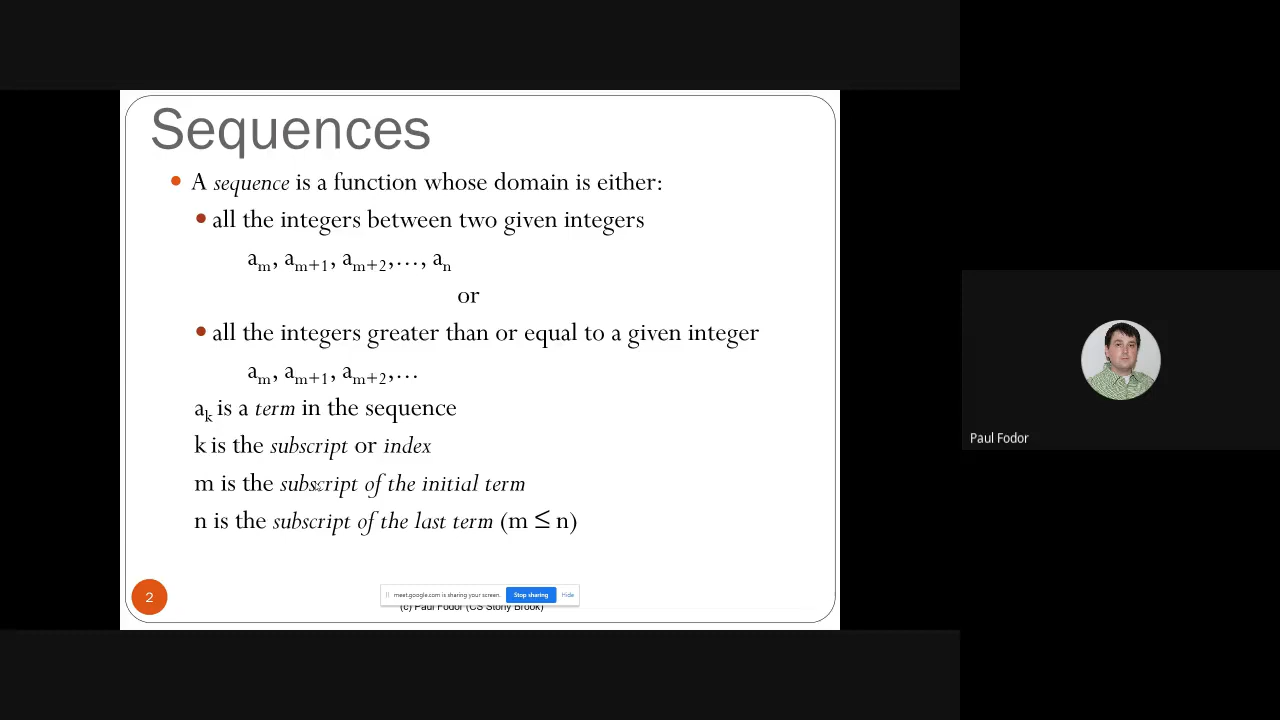 Sequences
• A sequence is a function whose domain is either:
• all the integers between two given integers
aₘ, aₘ₊₁, aₘ₊₂,…, aₙ
or
• all the integers greater than or equal to a given integer
aₘ, aₘ₊₁, aₘ₊₂,…
aₖ is a term in the sequence
k is the subscript or index
m is the subscript of the initial term
n is the subscript of the last term (m ≤ n)
2
meet.google.com is sharing your screen. Stop sharing Hide
(c) Paul Fodor (CS Stony Brook)
Paul Fodor